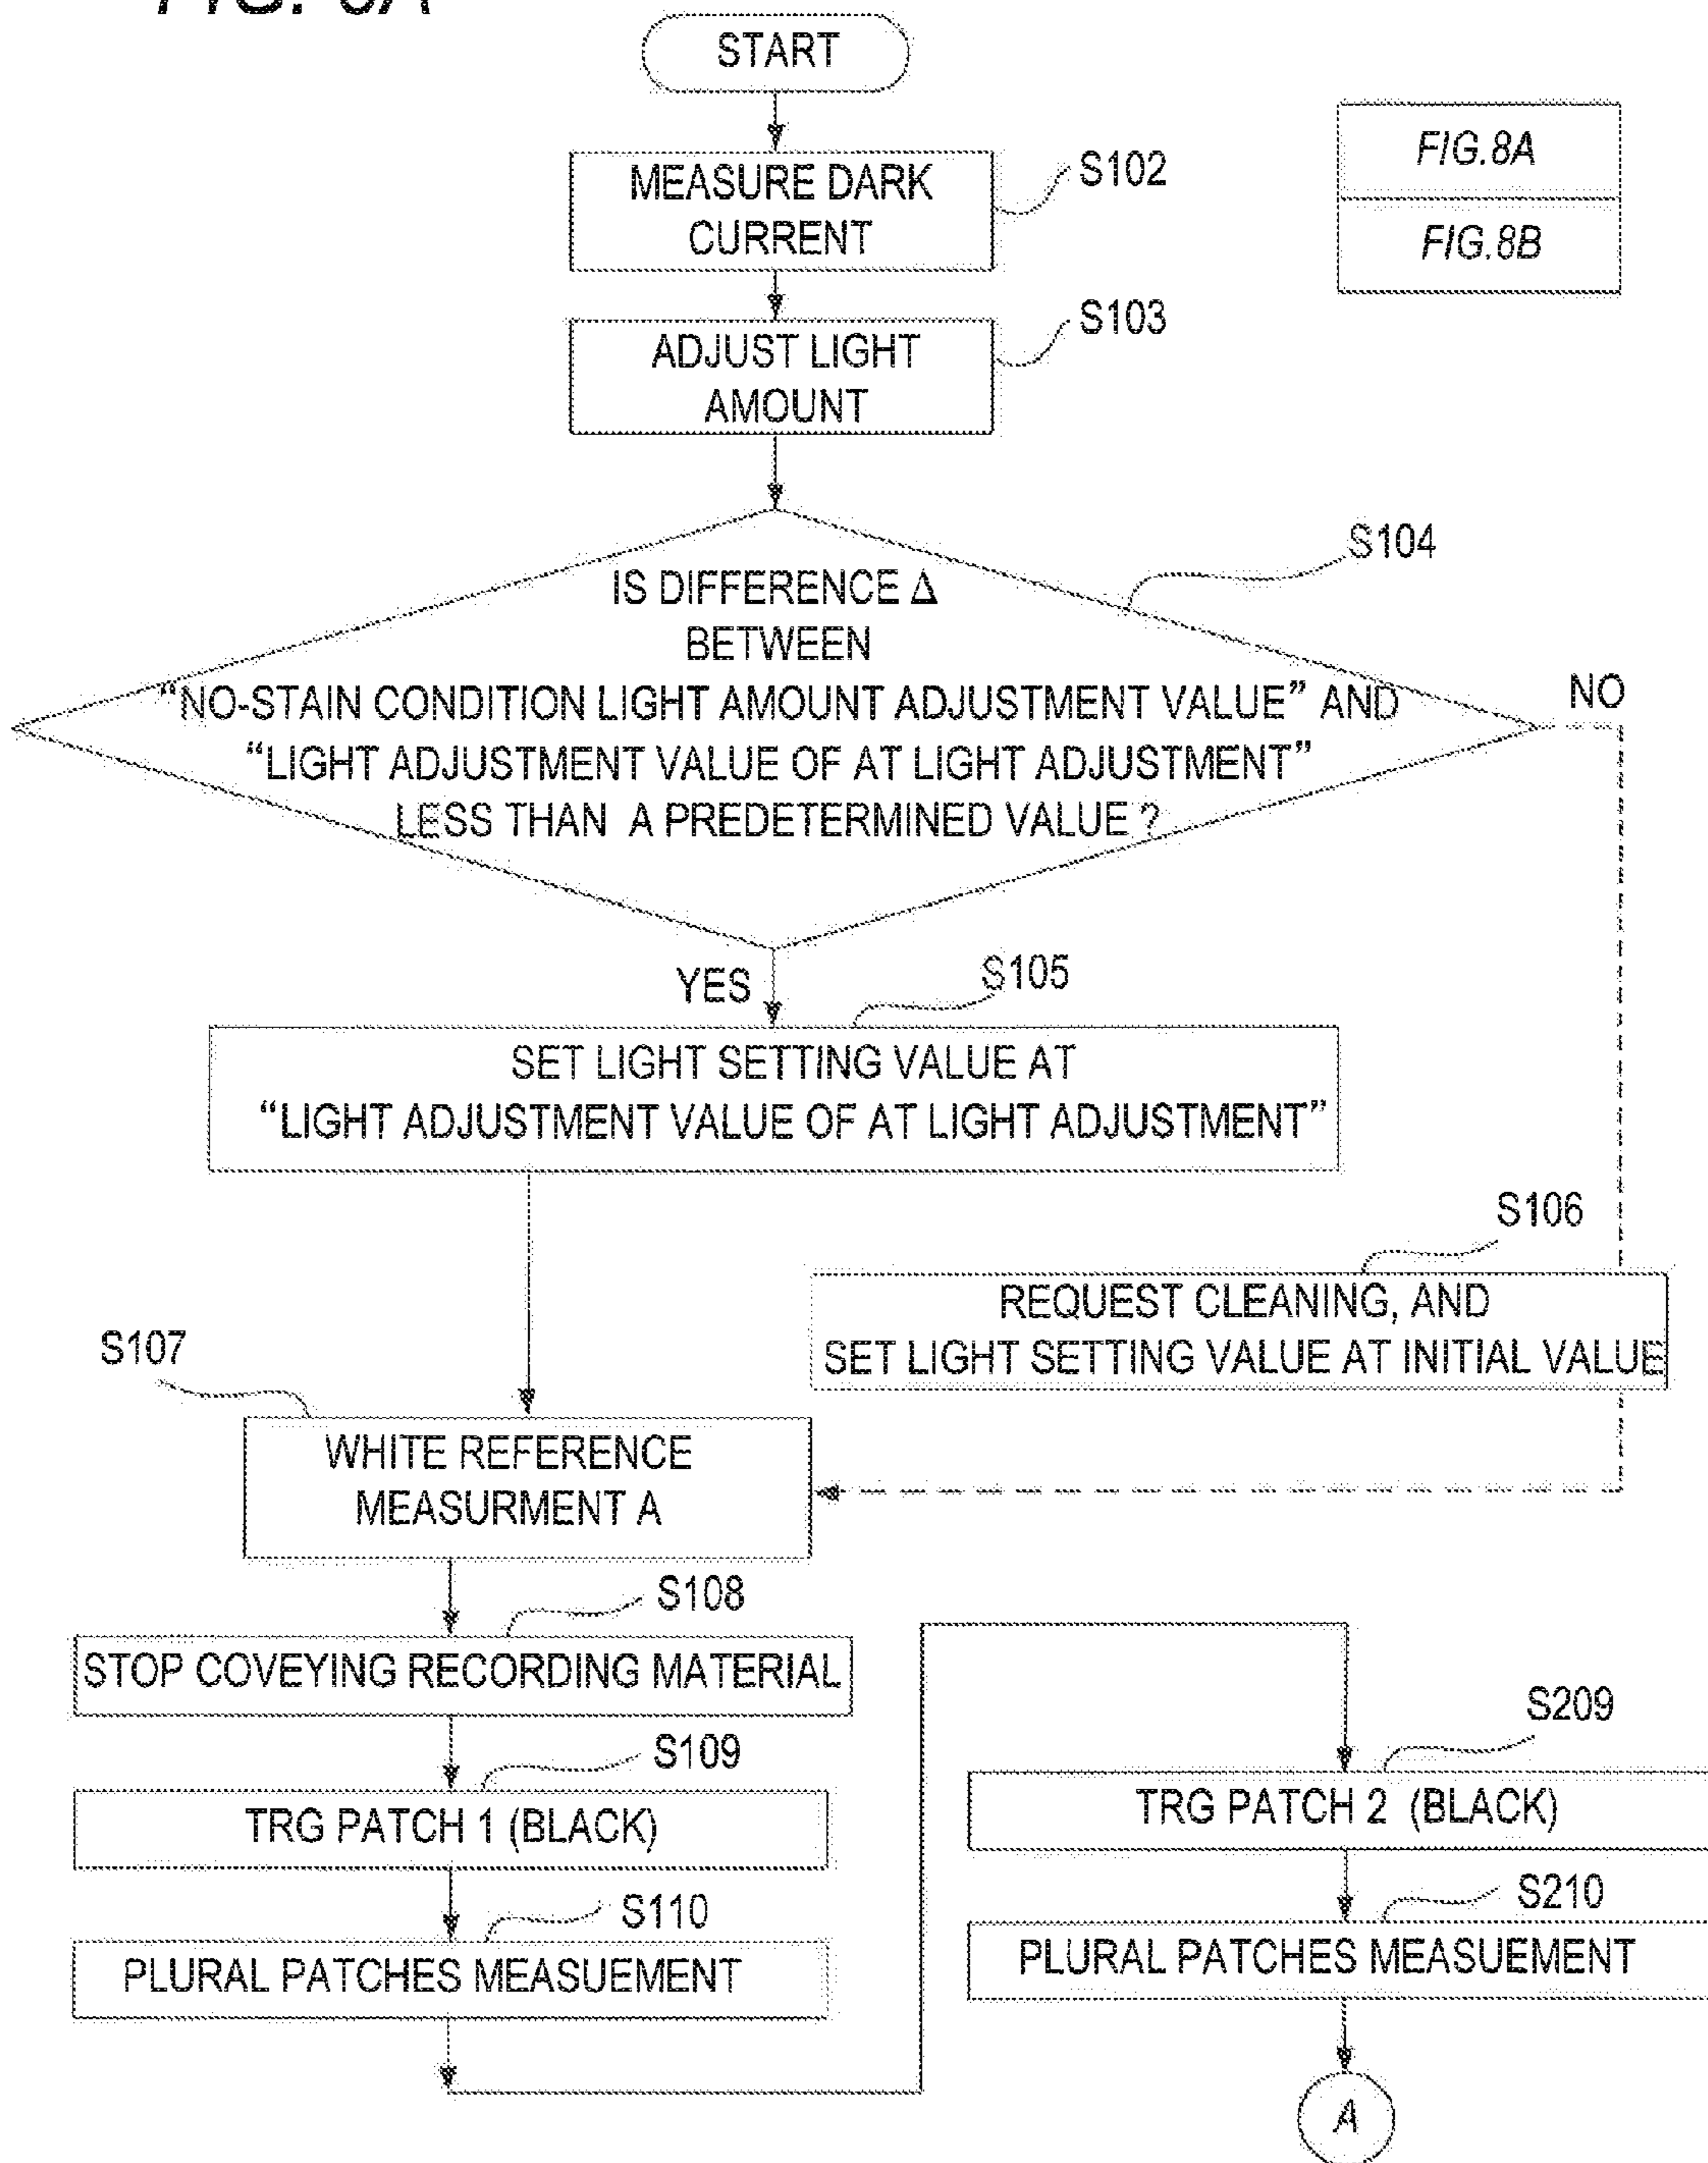 FIG. 8A
START
FIG.8A
FIG.8B
MEASURE DARK
CURRENT
S102
ADJUST LIGHT
AMOUNT
S103
S104
IS DIFFERENCE Δ
BETWEEN
“NO-STAIN CONDITION LIGHT AMOUNT ADJUSTMENT VALUE” AND
“LIGHT ADJUSTMENT VALUE OF AT LIGHT ADJUSTMENT”
LESS THAN A PREDETERMINED VALUE ?
NO
YES
S105
SET LIGHT SETTING VALUE AT
“LIGHT ADJUSTMENT VALUE OF AT LIGHT ADJUSTMENT”
S106
REQUEST CLEANING, AND
SET LIGHT SETTING VALUE AT INITIAL VALUE
S107
WHITE REFERENCE
MEASURMENT A
S108
STOP COVEYING RECORDING MATERIAL
S109
TRG PATCH 1 (BLACK)
S110
PLURAL PATCHES MEASUEMENT
S209
TRG PATCH 2 (BLACK)
S210
PLURAL PATCHES MEASUEMENT
A